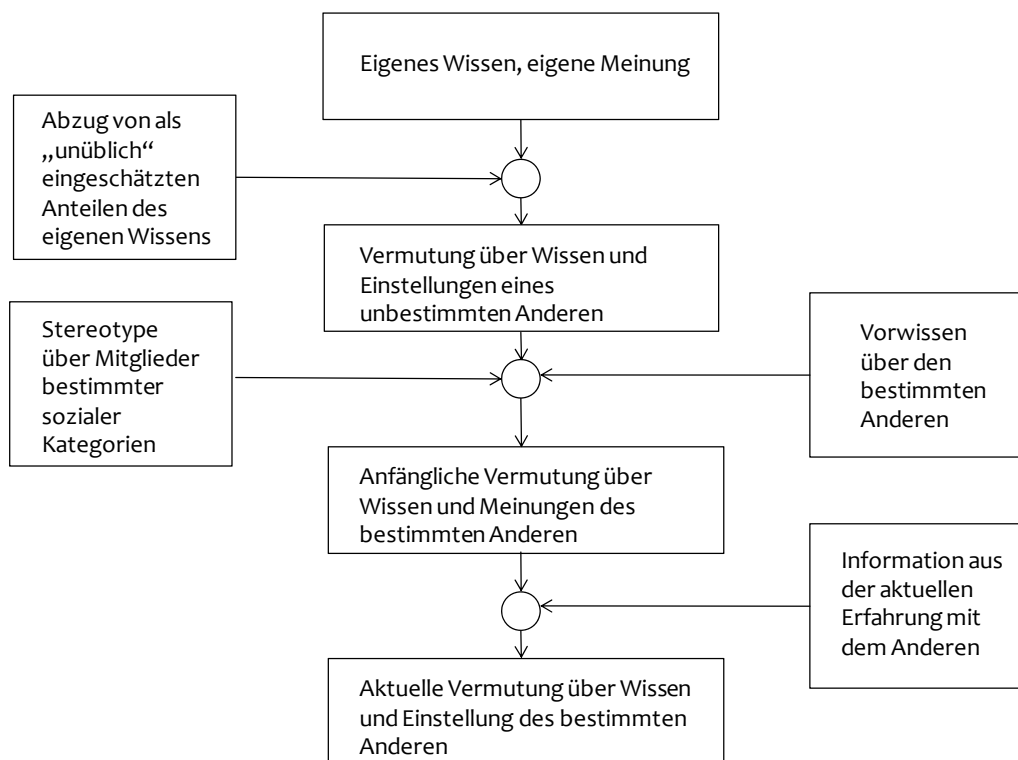 Eigenes Wissen, eigene Meinung
Abzug von als
„unüblich“
eingeschätzten
Anteilen des
eigenen Wissens
Vermutung über Wissen und
Einstellungen eines
unbestimmten Anderen
Stereotype
über Mitglieder
bestimmter
sozialer
Kategorien
Vorwissen
über den
bestimmten
Anderen
Anfängliche Vermutung über
Wissen und Meinungen des
bestimmten Anderen
Information aus
der aktuellen
Erfahrung mit
dem Anderen
Aktuelle Vermutung über Wissen
und Einstellung des bestimmten
Anderen